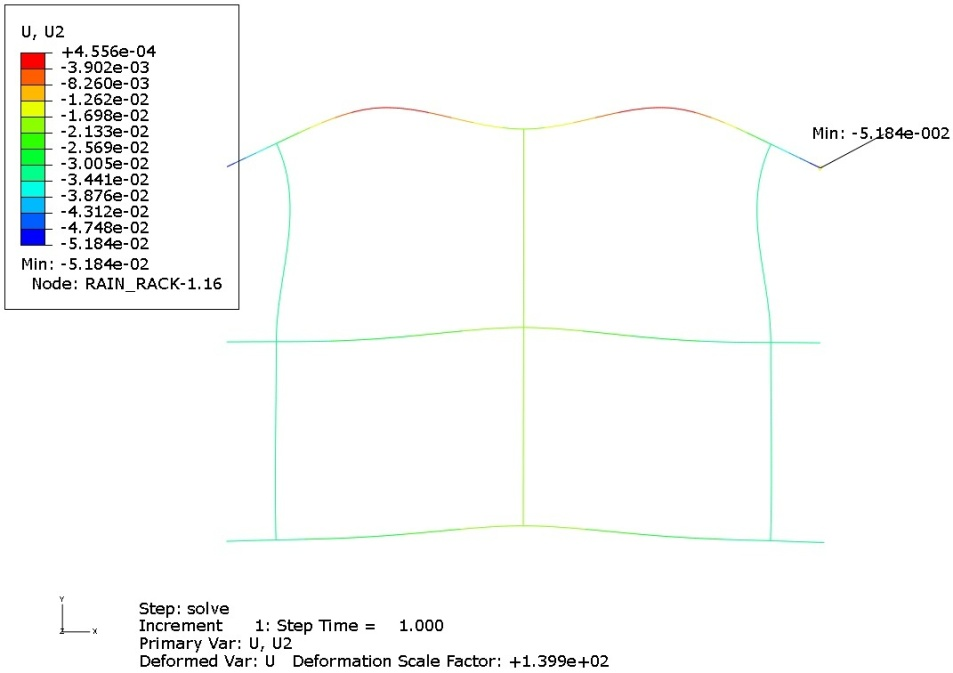 U, U2
+4.556e-04
-3.902e-03
-8.260e-03
-1.262e-02
-1.698e-02
-2.133e-02
-2.569e-02
-3.005e-02
-3.441e-02
-3.876e-02
-4.312e-02
-4.748e-02
-5.184e-02
Min: -5.184e-02
Node: RAIN_RACK-1.16
Min: -5.184e-002
Y
Z X
Step: solve
Increment 1: Step Time = 1.000
Primary Var: U, U2
Deformed Var: U Deformation Scale Factor: +1.399e+02